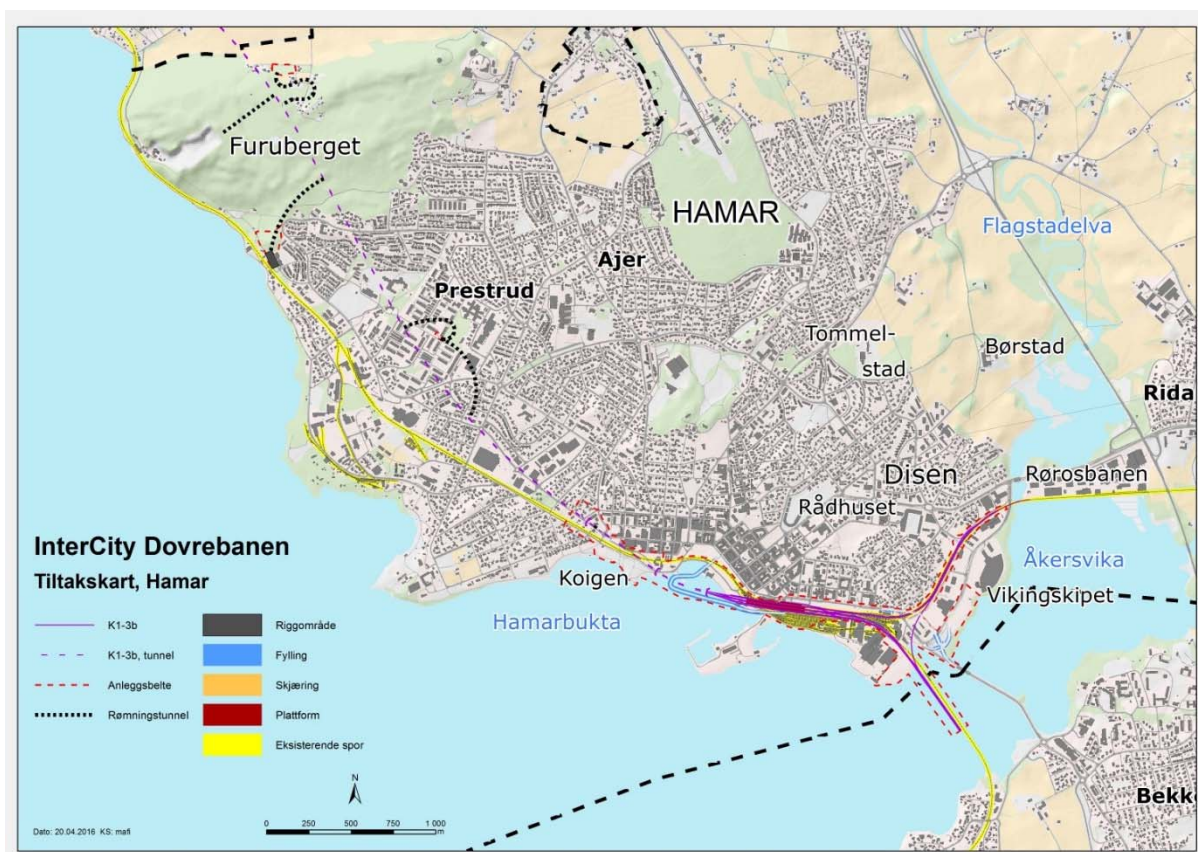 Furuberget
HAMAR
Flagstadelva
Ajer
Prestrud
Tommel-
stad
Børstad
Rida
Disen
Rørosbanen
Rådhuset
Koigen
Åkersvika
Vikingskipet
Hamarbukta
Bekk
InterCity Dovrebanen
Tiltakskart, Hamar
K1-3b
K1-3b, tunnel
Anleggsbelte
Rømningstunnel
Riggområde
Fylling
Skjæring
Plattform
Eksisterende spor
N
0 250 500 750 1 000
m
Dato: 20.04.2016 KS: mafi